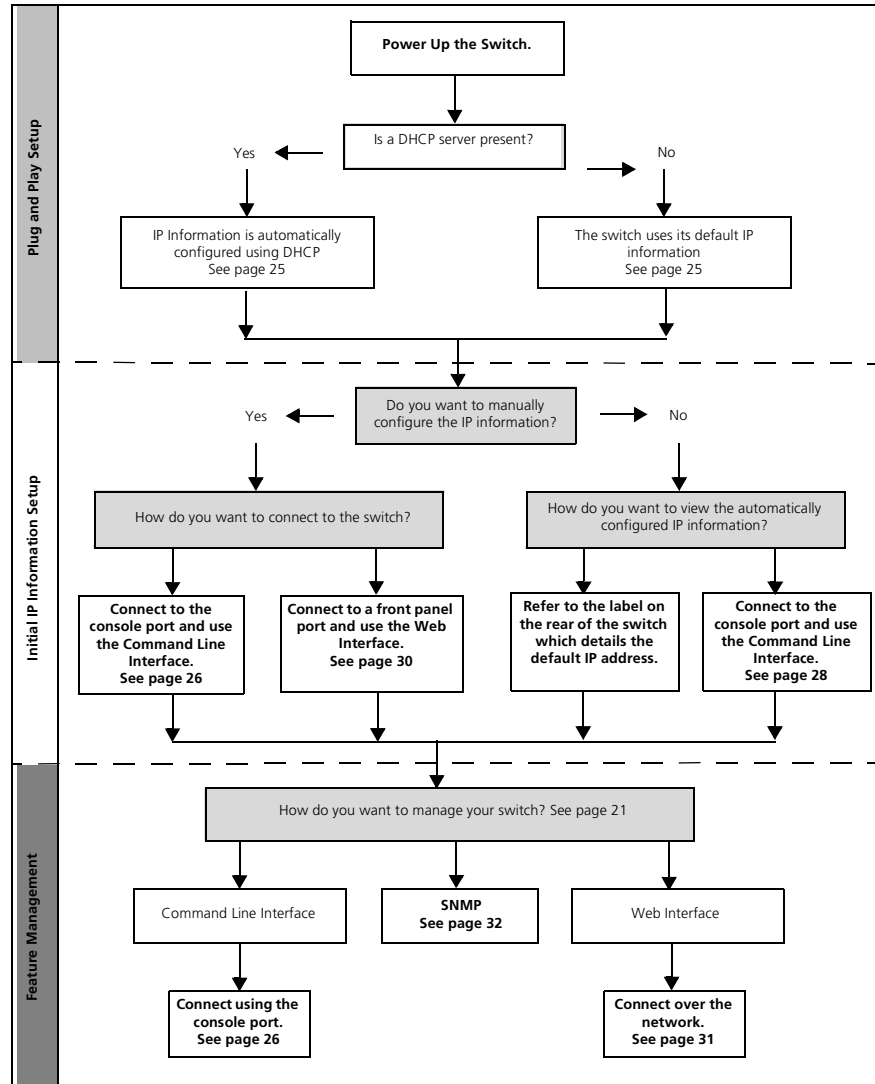 Plug and Play Setup
Power Up the Switch.
Is a DHCP server present?
Yes
No
IP Information is automatically
configured using DHCP
See page 25
The switch uses its default IP
information
See page 25
Initial IP Information Setup
Do you want to manually
configure the IP information?
Yes
No
How do you want to connect to the switch?
How do you want to view the automatically
configured IP information?
Connect to the
console port and use
the Command Line
Interface.
See page 26
Connect to a front panel
port and use the Web
Interface.
See page 30
Refer to the label on
the rear of the switch
which details the
default IP address.
Connect to the
console port and use
the Command Line
Interface.
See page 28
Feature Management
How do you want to manage your switch? See page 21
Command Line Interface
SNMP
See page 32
Web Interface
Connect using the
console port.
See page 26
Connect over the
network.
See page 31